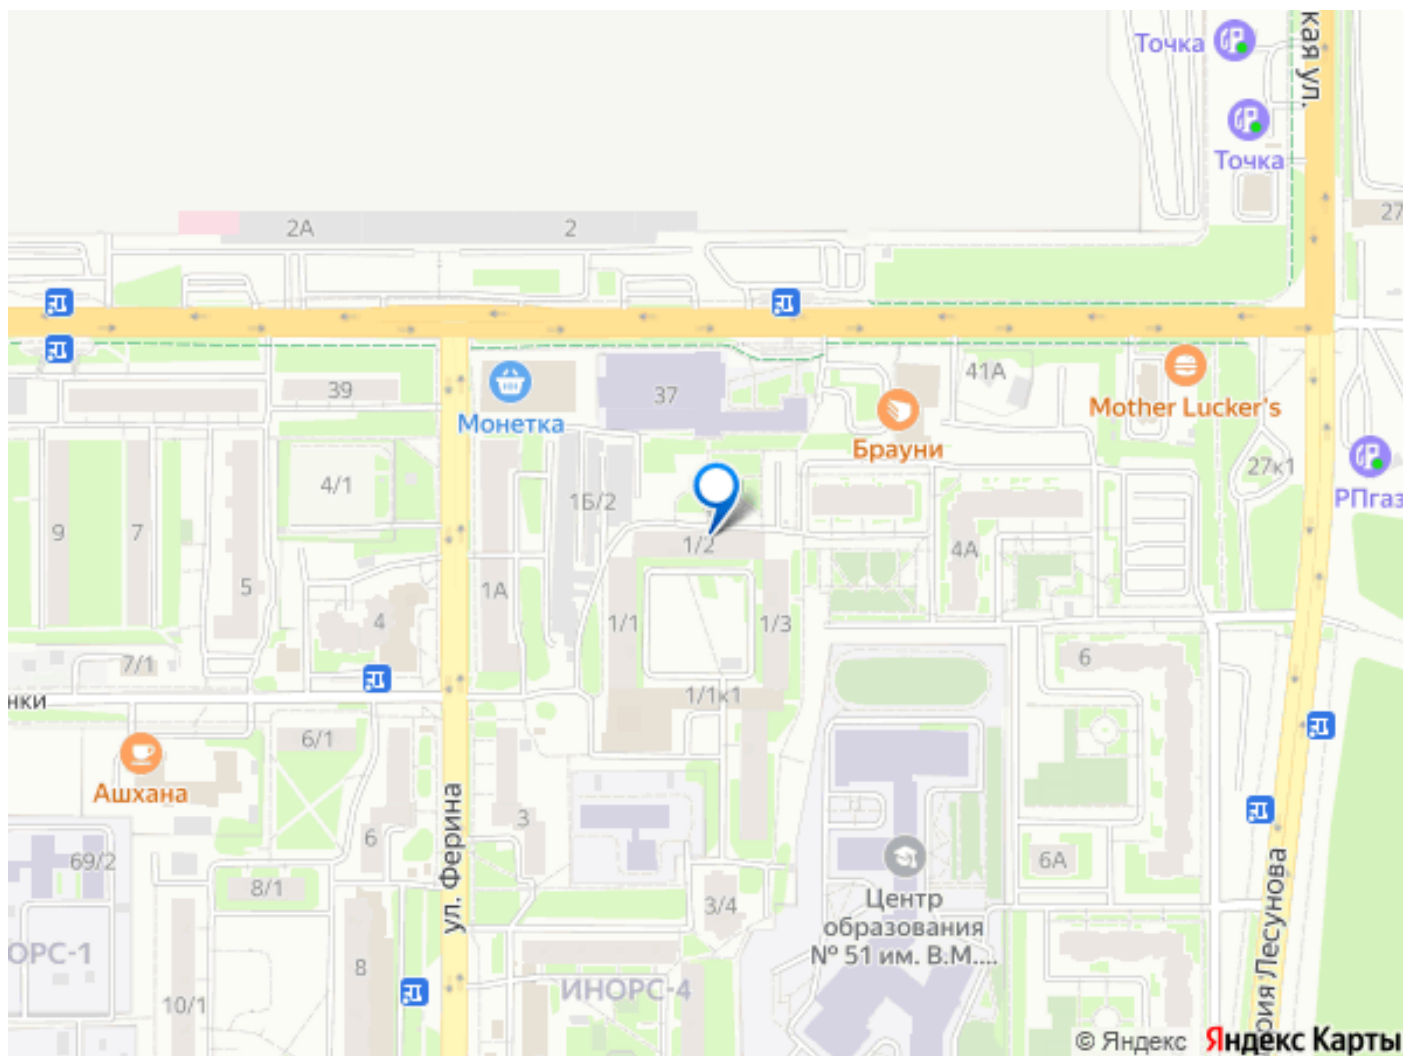 Точка
кая ул.
Точка
2А
2
27
39
37
41А
Монетка
Mother Lucker's
Брауни
27к1
РПгаз
4/1
1Б/2
9
7
1/2
4А
5
1А
4
1/1
1/3
7/1
6
нки
1/1к1
6/1
Ашхана
ул. Ферина
3
6
69/2
6А
8/1
Центр
образования
№ 51 им. В.М....
3/4
ОРС-1
8
ИНОРС-4
10/1
рия Лесунова
© Яндекс Яндекс Карты